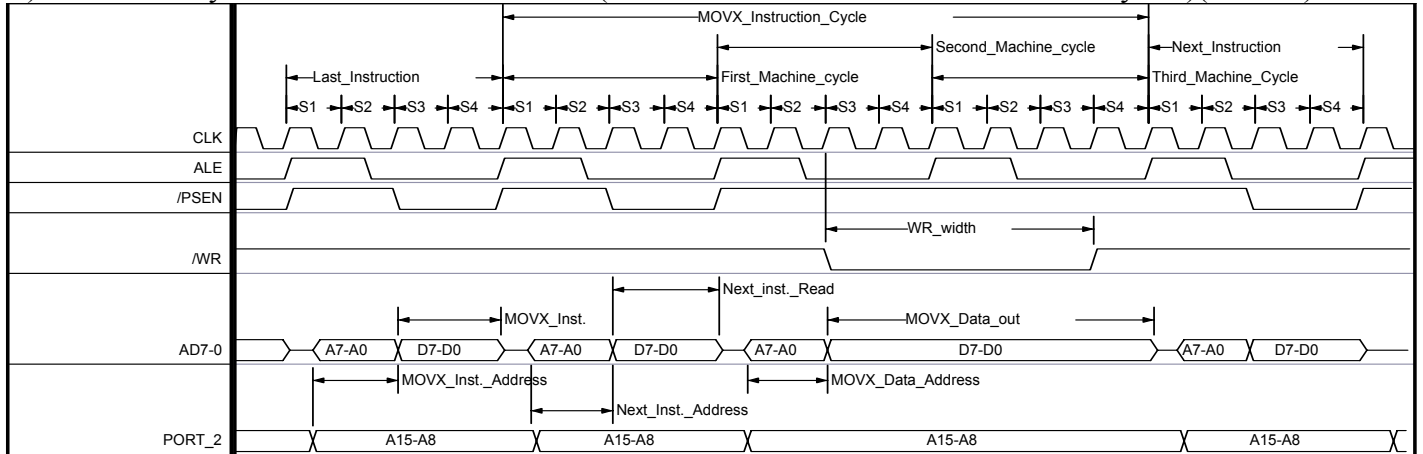 MOVX_Instruction_Cycle
Second_Machine_cycle Next_Instruction
Last_Instruction First_Machine_cycle Third_Machine_Cycle
S1 S2 S3 S4 S1 S2 S3 S4 S1 S2 S3 S4 S1 S2 S3 S4 S1 S2 S3 S4
CLK
ALE
/PSEN
WR_width
/WR
Next_inst._Read
MOVX_Inst. MOVX_Data_out
AD7-0 A7-A0 D7-D0 A7-A0 D7-D0 A7-A0 D7-D0 A7-A0 D7-D0
MOVX_Inst._Address MOVX_Data_Address
Next_Inst._Address
PORT_2 A15-A8 A15-A8 A15-A8 A15-A8